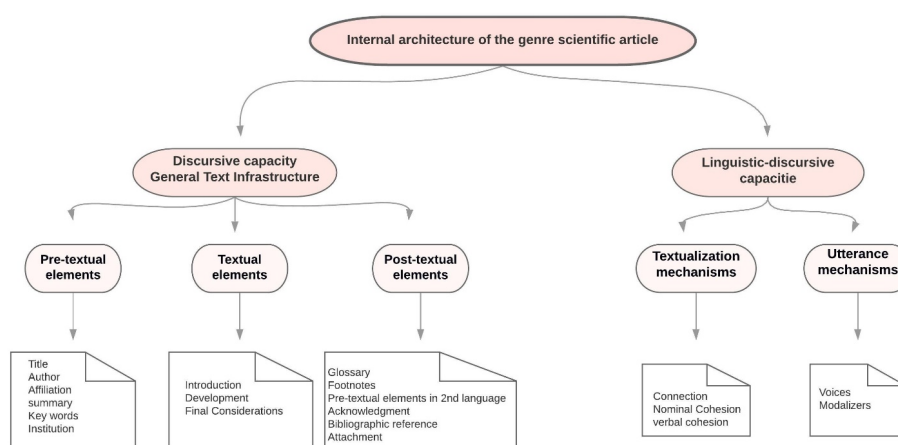 Internal architecture of the genre scientific article
Discursive capacity
General Text Infrastructure
Linguistic-discursive
capacitie
Pre-textual
elements
Textual
elements
Post-textual
elements
Textualization
mechanisms
Utterance
mechanisms
Title
Author
Affiliation
summary
Key words
Institution
Introduction
Development
Final Considerations
Glossary
Footnotes
Pre-textual elements in 2nd language
Acknowledgment
Bibliographic reference
Attachment
Connection
Nominal Cohesion
verbal cohesion
Voices
Modalizers